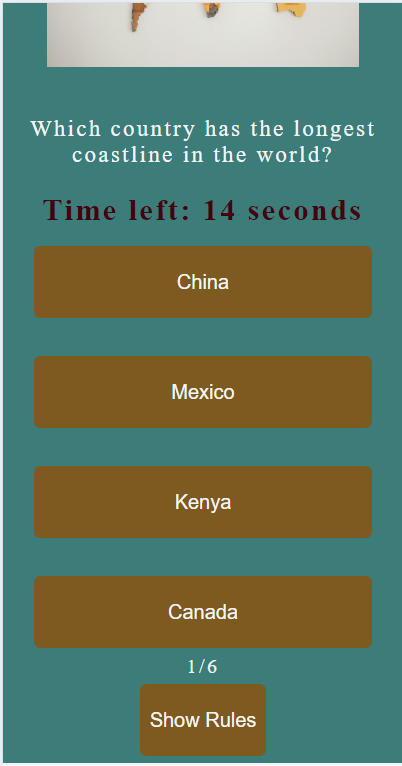 Which country has the longest
coastline in the world?
Time left: 14 seconds
China
Mexico
Kenya
Canada
1/6
Show Rules